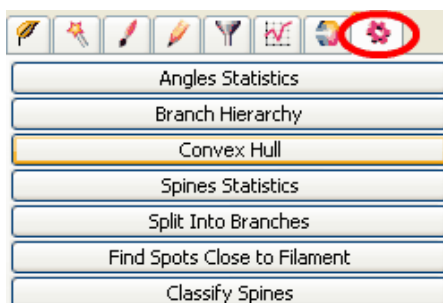 Angles Statistics
Branch Hierarchy
Convex Hull
Spines Statistics
Split Into Branches
Find Spots Close to Filament
Classify Spines